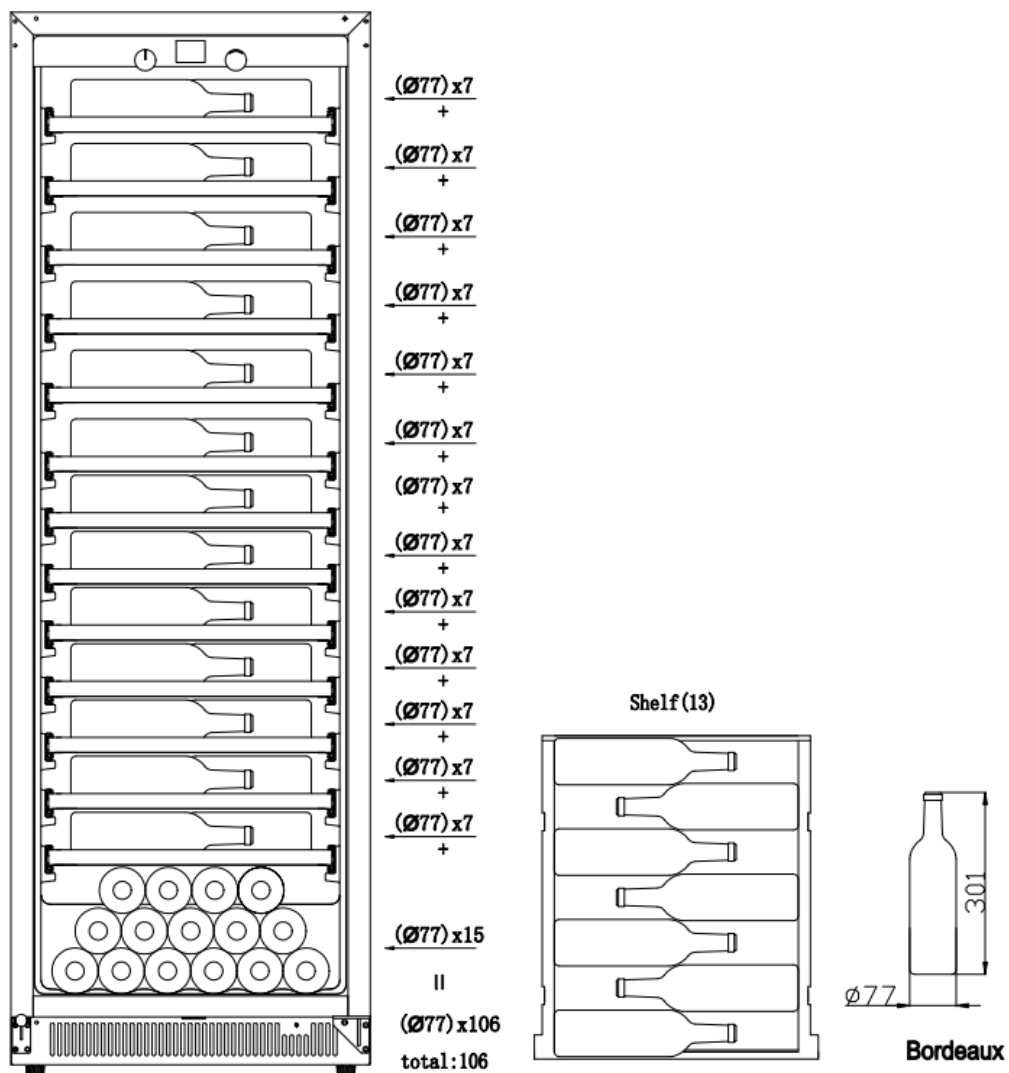 (Ø77)x7
+
(Ø77)x7
+
(Ø77)x7
+
(Ø77)x7
+
(Ø77)x7
+
(Ø77)x7
+
(Ø77)x7
+
(Ø77)x7
+
(Ø77)x7
+
(Ø77)x7
+
(Ø77)x7
+
(Ø77)x7
+
(Ø77)x7
+
(Ø77)x15
=
(Ø77)x106
total:106
Shelf(13)
301
Ø77
Bordeaux